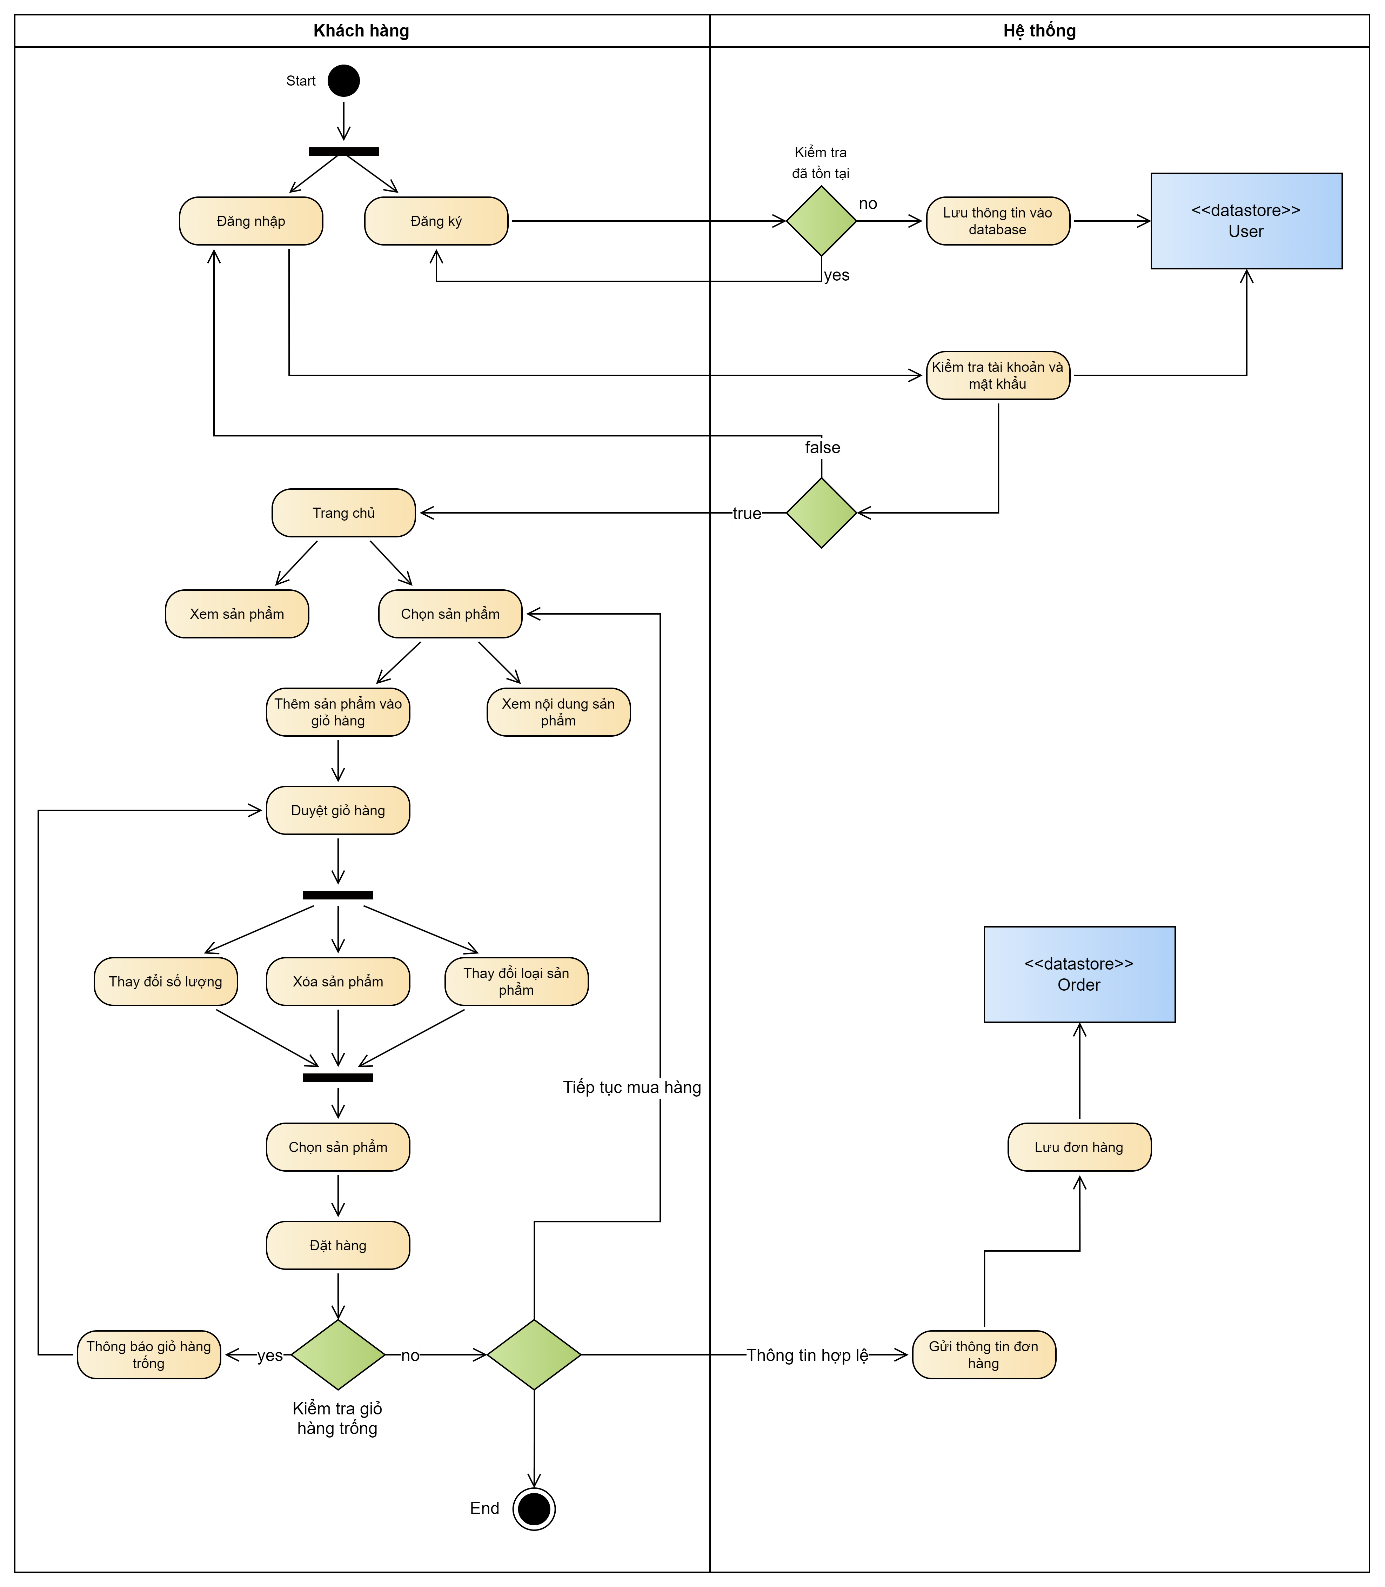 Khách hàng
Hệ thống
Start
Kiểm tra
đã tồn tại
no
Đăng nhập
Đăng ký
Lưu thông tin vào
database
<<datastore>>
User
yes
Kiểm tra tài khoản và
mật khẩu
false
Trang chủ
true
Xem sản phẩm
Chọn sản phẩm
Thêm sản phẩm vào
giỏ hàng
Xem nội dung sản
phẩm
Duyệt giỏ hàng
Thay đổi số lượng
Xóa sản phẩm
Thay đổi loại sản
phẩm
<<datastore>>
Order
Tiếp tục mua hàng
Chọn sản phẩm
Lưu đơn hàng
Đặt hàng
Thông báo giỏ hàng
trống
yes
no
Thông tin hợp lệ
Gửi thông tin đơn
hàng
Kiểm tra giỏ
hàng trống
End